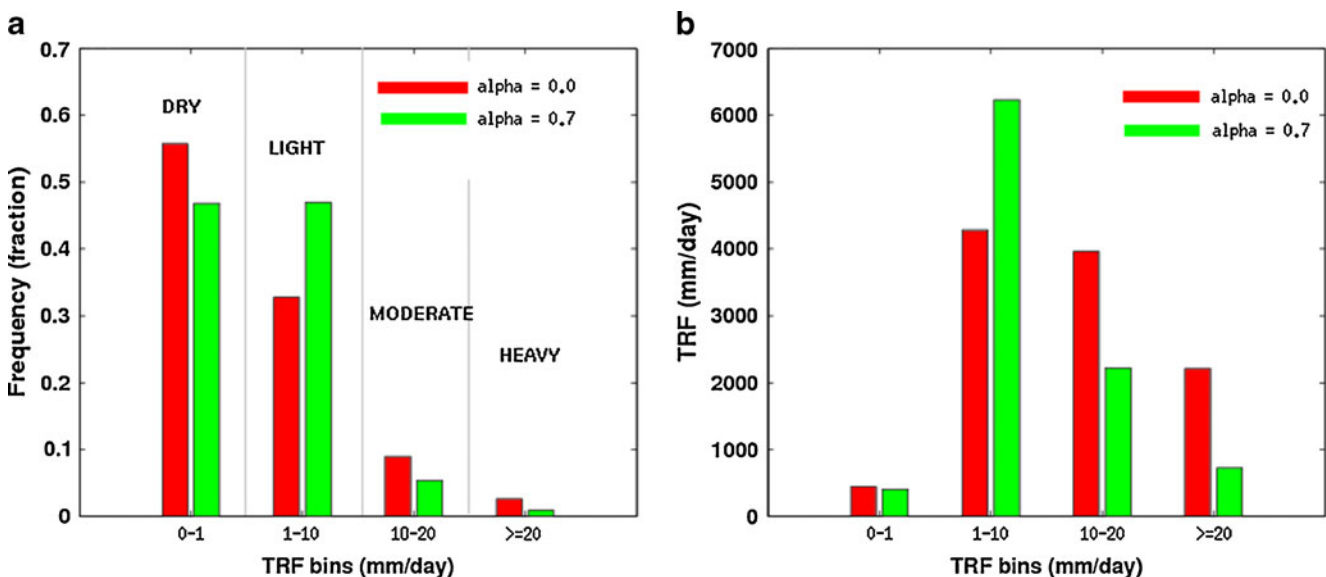 a
0.7
0.6
0.5
0.4
0.3
0.2
0.1
0
Frequency (fraction)
DRY
LIGHT
MODERATE
HEAVY
alpha = 0.0
alpha = 0.7
0-1
1-10
10-20
>=20
TRF bins (mm/day)
b
7000
6000
5000
4000
3000
2000
1000
0
TRF (mm/day)
alpha = 0.0
alpha = 0.7
0-1
1-10
10-20
>=20
TRF bins (mm/day)